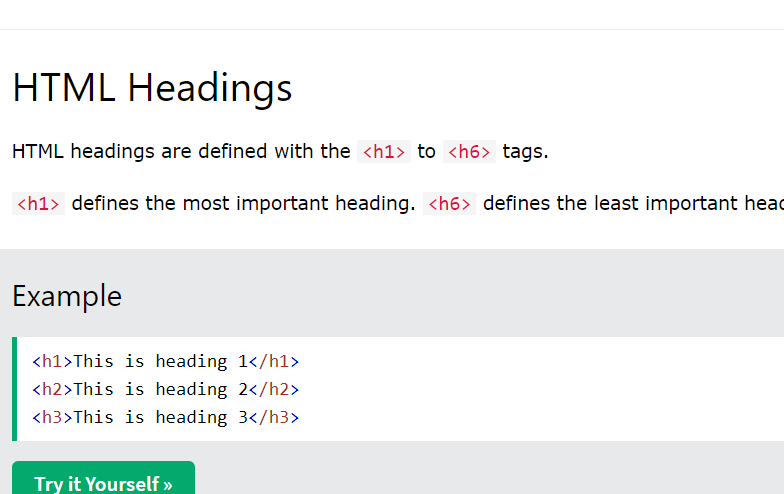 HTML Headings
HTML headings are defined with the <h1> to <h6> tags.
<h1> defines the most important heading. <h6> defines the least important
Example
<h1>This is heading 1</h1>
<h2>This is heading 2</h2>
<h3>This is heading 3</h3>
Try it Yourself »